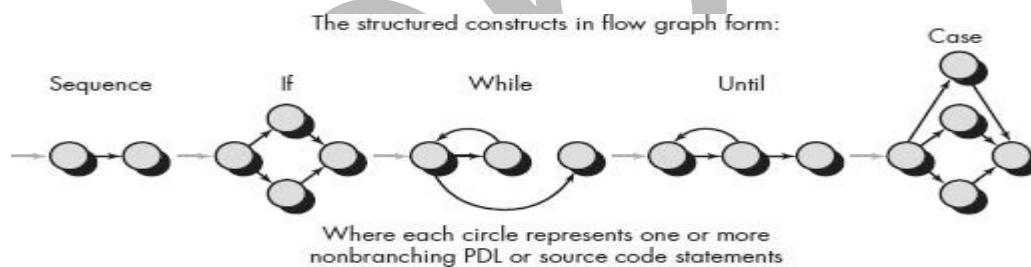 The structured constructs in flow graph form:
Case
Sequence
If
While
Until
Where each circle represents one or more
nonbranching PDL or source code statements